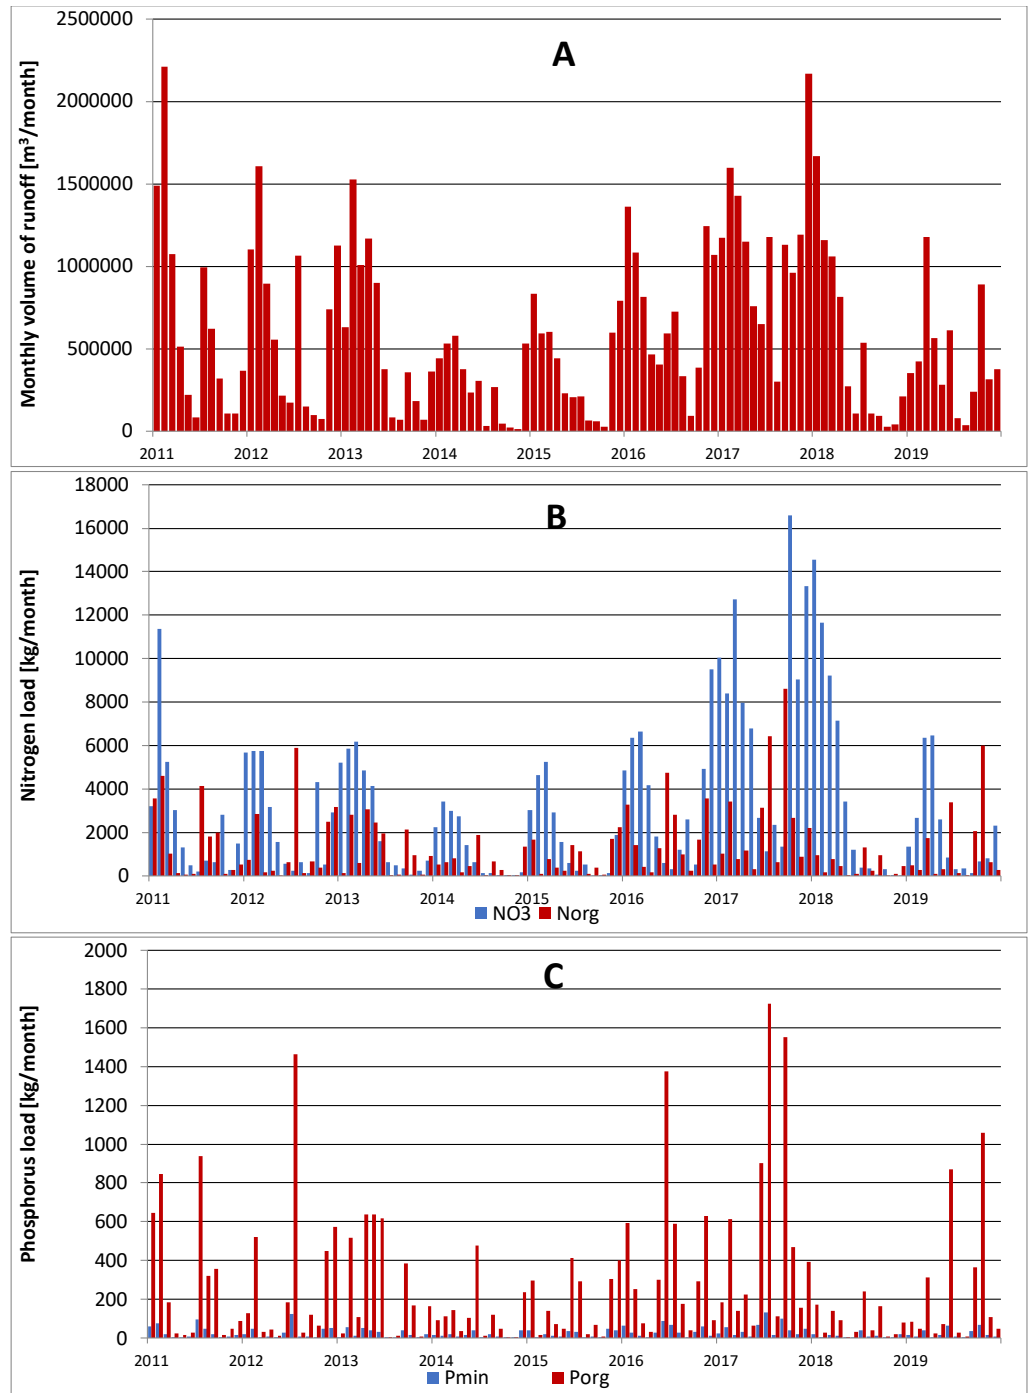 A
Monthly volume of runoff [m³/month]
2500000
2000000
1500000
1000000
500000
0
2011 2012 2013 2014 2015 2016 2017 2018 2019
B
Nitrogen load [kg/month]
18000
16000
14000
12000
10000
8000
6000
4000
2000
0
2011 2012 2013 2014 2015 2016 2017 2018 2019
NO3 Norg
C
Phosphorus load [kg/month]
2000
1800
1600
1400
1200
1000
800
600
400
200
0
2011 2012 2013 2014 2015 2016 2017 2018 2019
Pmin Porg